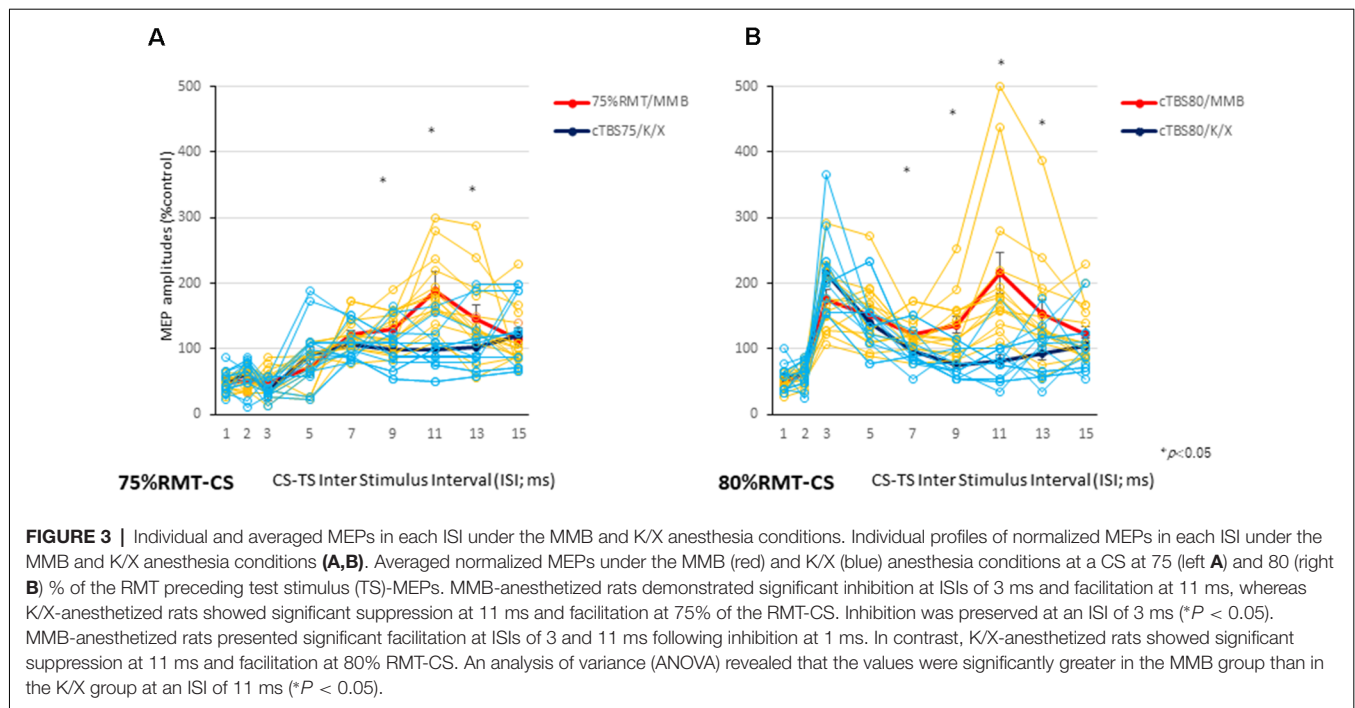 A
B
500
400
300
200
100
0
MEP amplitudes (%control)
75%RMT/MMB
cTBS75/K/X
*
*
*
1 2 3 5 7 9 11 13 15
75%RMT-CS CS-TS Inter Stimulus Interval (ISI; ms)
500
400
300
200
100
0
cTBS80/MMB
cTBS80/K/X
*
*
*
*
1 2 3 5 7 9 11 13 15
*p<0.05
80%RMT-CS CS-TS Inter Stimulus Interval (ISI; ms)
FIGURE 3 | Individual and averaged MEPs in each ISI under the MMB and K/X anesthesia conditions. Individual profiles of normalized MEPs in each ISI under the
MMB and K/X anesthesia conditions (A,B). Averaged normalized MEPs under the MMB (red) and K/X (blue) anesthesia conditions at a CS at 75 (left A) and 80 (right
B) % of the RMT preceding test stimulus (TS)-MEPs. MMB-anesthetized rats demonstrated significant inhibition at ISIs of 3 ms and facilitation at 11 ms, whereas
K/X-anesthetized rats showed significant suppression at 11 ms and facilitation at 75% of the RMT-CS. Inhibition was preserved at an ISI of 3 ms (*P < 0.05).
MMB-anesthetized rats presented significant facilitation at ISIs of 3 and 11 ms following inhibition at 1 ms. In contrast, K/X-anesthetized rats showed significant
suppression at 11 ms and facilitation at 80% RMT-CS. An analysis of variance (ANOVA) revealed that the values were significantly greater in the MMB group than in
the K/X group at an ISI of 11 ms (*P < 0.05).